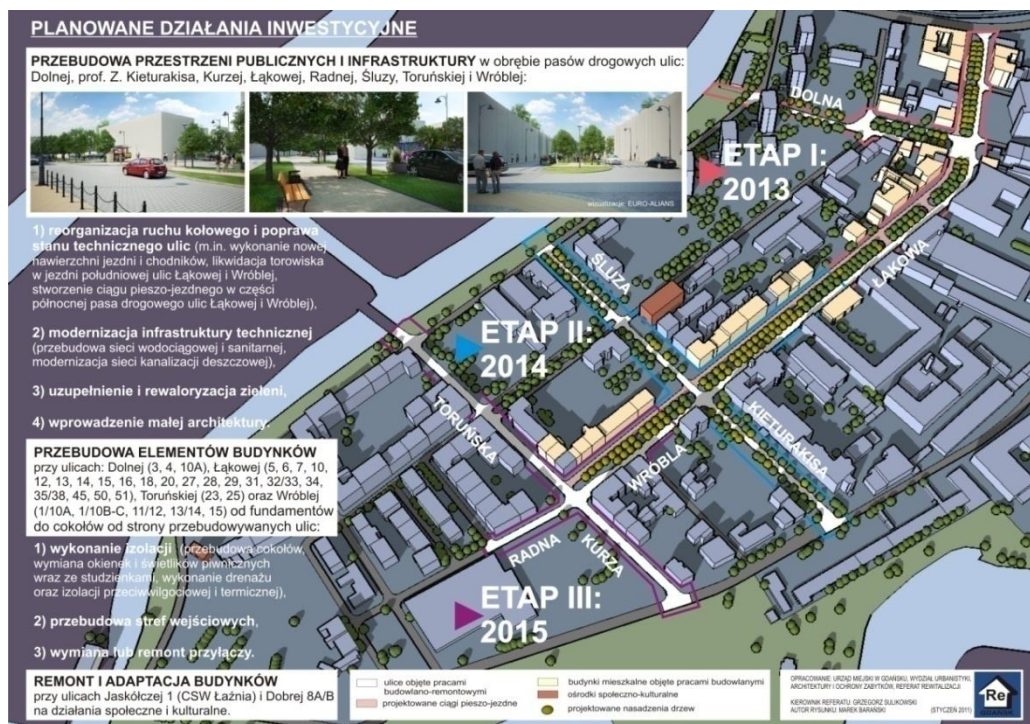 PLANOWANE DZIAŁANIA INWESTYCYJNE
PRZEBUDOWA PRZESTRZENI PUBLICZNYCH I INFRASTRUKTURY w obrębie pasów drogowych ulic:
Dolnej, prof. Z. Kieturakisa, Kurzej, Łąkowej, Radnej, Śluzy, Toruńskiej i Wróblej:
wizualizacje: EURO-ALIANS
1) reorganizacja ruchu kołowego i poprawa
stanu technicznego ulic (m.in. wykonanie nowej
nawierzchni jezdni i chodników, likwidacja torowiska
w jezdni południowej ulic Łąkowej i Wróblej,
stworzenie ciągu pieszo-jezdnego w części
północnej pasa drogowego ulic Łąkowej i Wróblej),
2) modernizacja infrastruktury technicznej
(przebudowa sieci wodociągowej i sanitarnej,
modernizacja sieci kanalizacji deszczowej),
3) uzupełnienie i rewaloryzacja zieleni,
4) wprowadzenie małej architektury.
PRZEBUDOWA ELEMENTÓW BUDYNKÓW
przy ulicach: Dolnej (3, 4, 10A), Łąkowej (5, 6, 7, 10,
12, 13, 14, 15, 16, 18, 20, 27, 28, 29, 31, 32/33, 34,
35/38, 45, 50, 51), Toruńskiej (23, 25) oraz Wróblej
(1/10A, 1/10B-C, 11/12, 13/14, 15) od fundamentów
do cokołów od strony przebudowywanych ulic:
1) wykonanie izolacji (przebudowa cokołów,
wymiana okienek i świetlików piwnicznych
wraz ze studzienkami, wykonanie drenażu
oraz izolacji przeciwwilgociowej i termicznej),
2) przebudowa stref wejściowych,
3) wymiana lub remont przyłączy.
REMONT I ADAPTACJA BUDYNKÓW
przy ulicach Jaskółczej 1 (CSW Łaźnia) i Dobrej 8A/B
na działania społeczne i kulturalne.
DOLNA
ETAP I:
2013
ŁĄKOWA
ŚLUZA
ETAP II:
2014
KIETURAKISA
TORUŃSKA
WRÓBLA
RADNA
KURZA
ETAP III:
2015
ulice objęte pracami
budowlano-remontowymi
projektowane ciągi pieszo-jezdne
budynki mieszkalne objęte pracami budowlanymi
ośrodki społeczno-kulturalne
projektowane nasadzenia drzew
OPRACOWANIE: URZĄD MIEJSKI W GDAŃSKU, WYDZIAŁ URBANISTYKI,
ARCHITEKTURY I OCHRONY ZABYTKÓW, REFERAT REWITALIZACJI
KIEROWNIK REFERATU: GRZEGORZ SULIKOWSKI
AUTOR RYSUNKU: MAREK BARAŃSKI (STYCZEŃ 2011)
Re
GDAŃSK